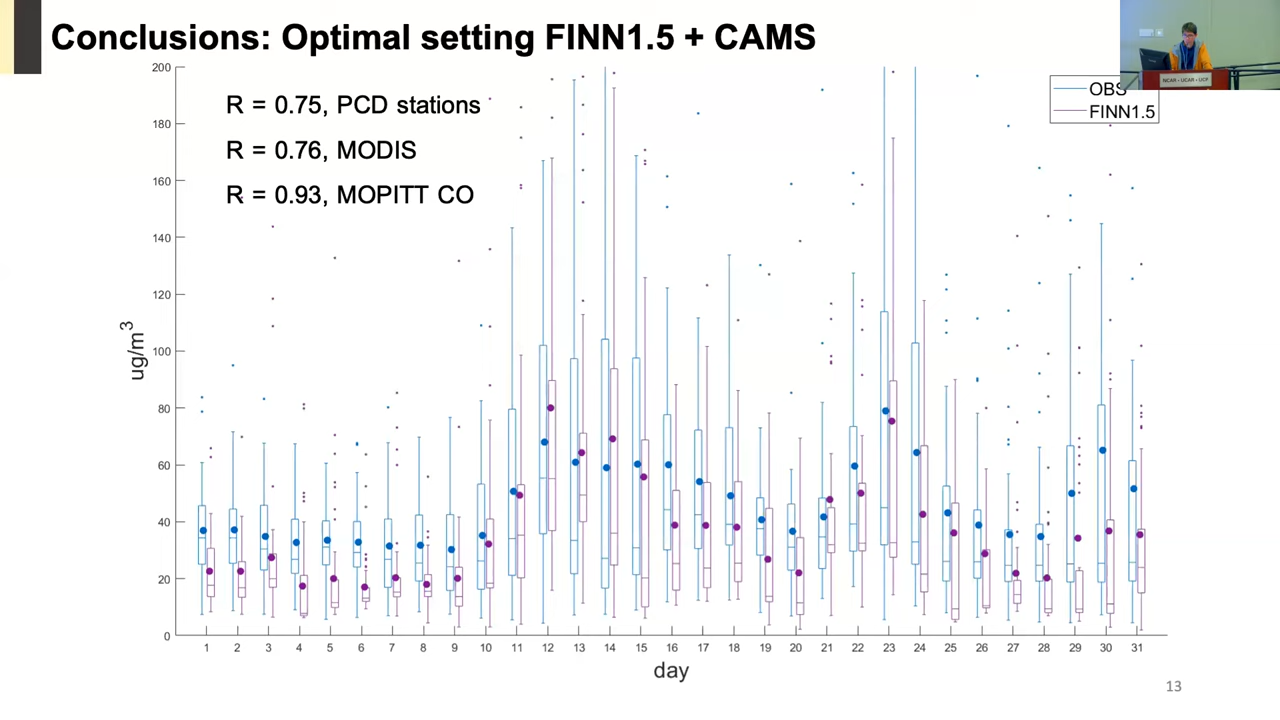 Conclusions: Optimal setting FINN1.5 + CAMS
R = 0.75, PCD stations
R = 0.76, MODIS
R = 0.93, MOPITT CO
OBS
FINN1.5
NCAR - UCAR - UCP
200
180
160
140
120
100
80
60
40
20
0
ug/m³
1 2 3 4 5 6 7 8 9 10 11 12 13 14 15 16 17 18 19 20 21 22 23 24 25 26 27 28 29 30 31
day
13